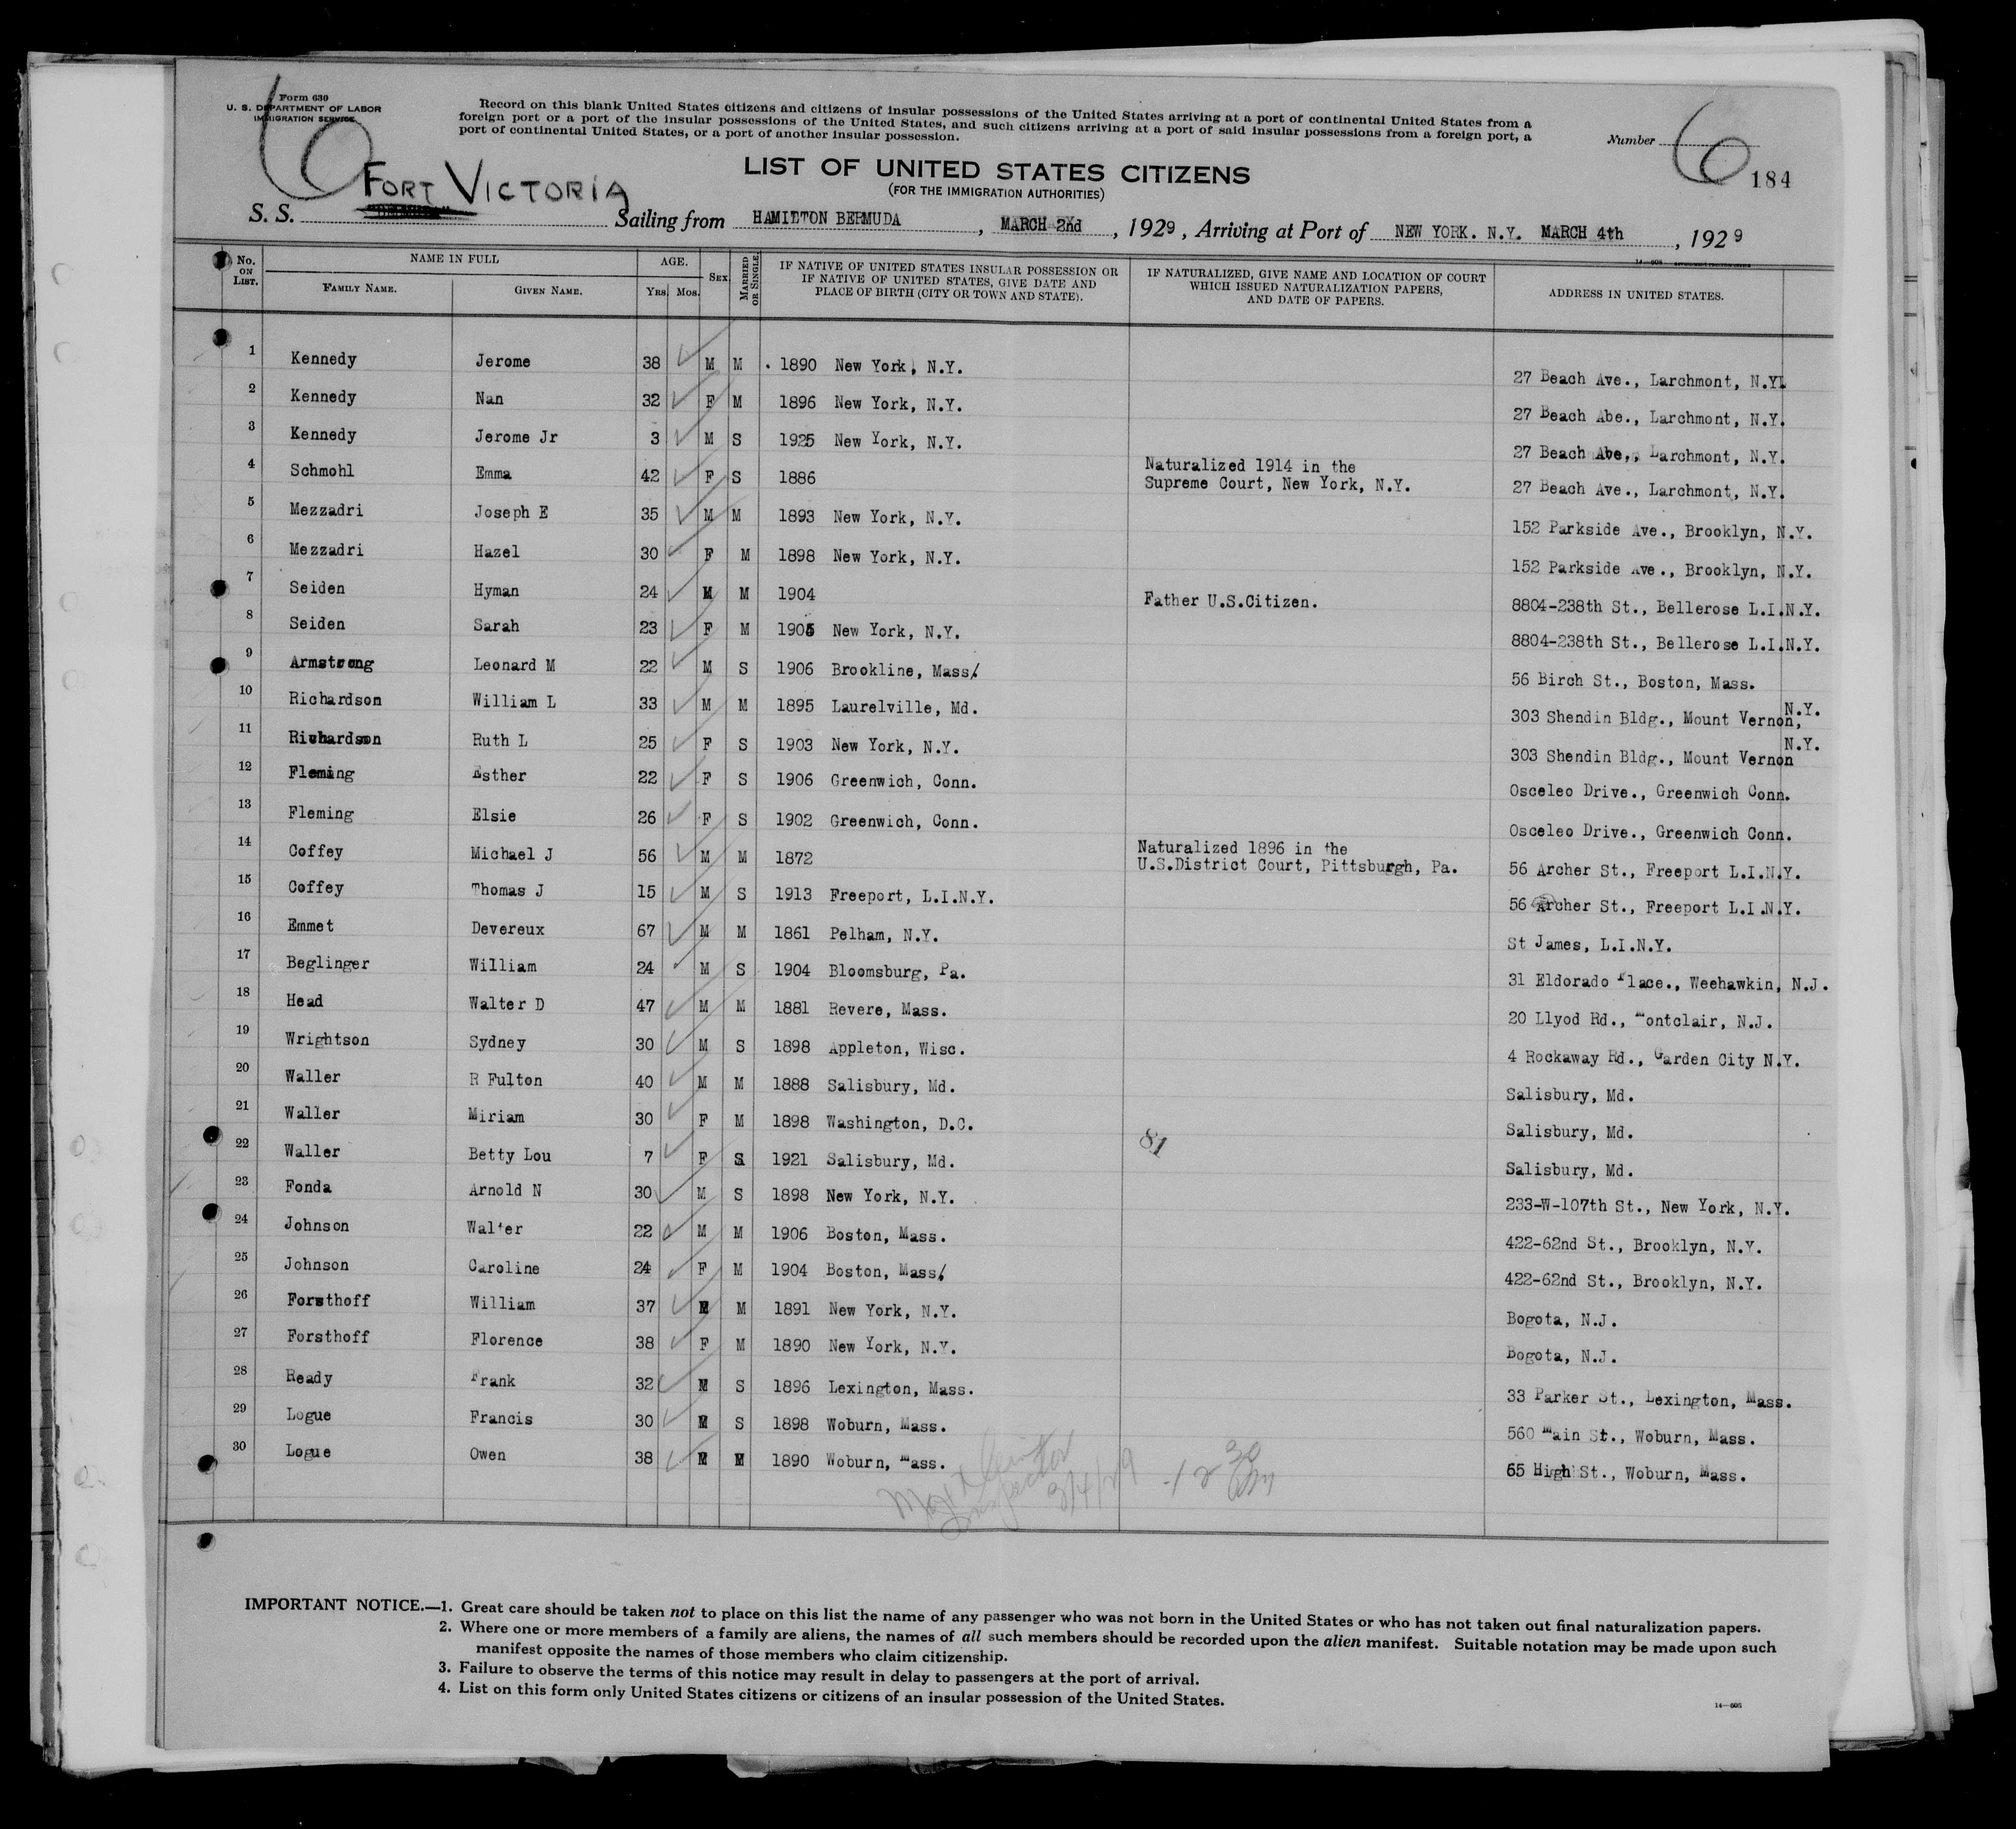 Form 630
U. S. DEPARTMENT OF LABOR
IMMIGRATION SERVICE
6
Record on this blank United States citizens and citizens of insular possessions of the United States arriving at a port of continental United States from a
foreign port or a port of the insular possessions of the United States, and such citizens arriving at a port of said insular possessions from a foreign port, a
port of continental United States, or a port of another insular possession.
Number 6
184
LIST OF UNITED STATES CITIZENS
(FOR THE IMMIGRATION AUTHORITIES)
S. S. FORT VICTORIA Sailing from HAMILTON BERMUDA, MARCH 2nd, 1929, Arriving at Port of NEW YORK. N.Y. MARCH 4th, 1929
No. ON LIST. NAME IN FULL FAMILY NAME. GIVEN NAME. AGE. Yrs. Mos. SEX MARRIED OR SINGLE IF NATIVE OF UNITED STATES INSULAR POSSESSION OR IF NATIVE OF UNITED STATES, GIVE DATE AND PLACE OF BIRTH (CITY OR TOWN AND STATE). IF NATURALIZED, GIVE NAME AND LOCATION OF COURT WHICH ISSUED NATURALIZATION PAPERS, AND DATE OF PAPERS. ADDRESS IN UNITED STATES.
1 Kennedy Jerome 38 M M 1890 New York, N.Y. 27 Beach Ave., Larchmont, N.Y.
2 Kennedy Nan 32 F M 1896 New York, N.Y. 27 Beach Abe., Larchmont, N.Y.
3 Kennedy Jerome Jr 3 M S 1925 New York, N.Y. 27 Beach Abe., Larchmont, N.Y.
4 Schmohl Emma 42 F S 1886 Naturalized 1914 in the Supreme Court, New York, N.Y. 27 Beach Ave., Larchmont, N.Y.
5 Mezzadri Joseph E 35 M M 1893 New York, N.Y. 152 Parkside Ave., Brooklyn, N.Y.
6 Mezzadri Hazel 30 F M 1898 New York, N.Y. 152 Parkside Ave., Brooklyn, N.Y.
7 Seiden Hyman 24 M M 1904 Father U.S.Citizen. 8804-238th St., Bellerose L.I.N.Y.
8 Seiden Sarah 23 F M 1905 New York, N.Y. 8804-238th St., Bellerose L.I.N.Y.
9 Armstrong Leonard M 22 M S 1906 Brookline, Mass. 56 Birch St., Boston, Mass.
10 Richardson William L 33 M M 1895 Laurelville, Md. 303 Shendin Bldg., Mount Vernon, N.Y.
11 Richardson Ruth L 25 F S 1903 New York, N.Y. 303 Shendin Bldg., Mount Vernon N.Y.
12 Fleming Esther 22 F S 1906 Greenwich, Conn. Osceleo Drive., Greenwich Conn.
13 Fleming Elsie 26 F S 1902 Greenwich, Conn. Osceleo Drive., Greenwich Conn.
14 Coffey Michael J 56 M M 1872 Naturalized 1896 in the U.S.District Court, Pittsburgh, Pa. 56 Archer St., Freeport L.I.N.Y.
15 Coffey Thomas J 15 M S 1913 Freeport, L.I.N.Y. 56 Archer St., Freeport L.I.N.Y.
16 Emmet Devereux 67 M M 1861 Pelham, N.Y. St James, L.I.N.Y.
17 Beglinger William 24 M S 1904 Bloomsburg, Pa. 31 Eldorado Place., Weehawkin, N.J.
18 Head Walter D 47 M M 1881 Revere, Mass. 20 Llyod Rd., Montclair, N.J.
19 Wrightson Sydney 30 M S 1898 Appleton, Wisc. 4 Rockaway Rd., Garden City N.Y.
20 Waller R Fulton 40 M M 1888 Salisbury, Md. Salisbury, Md.
21 Waller Miriam 30 F M 1898 Washington, D.C. Salisbury, Md.
22 Waller Betty Lou 7 F S 1921 Salisbury, Md. 81 Salisbury, Md.
23 Fonda Arnold N 30 M S 1898 New York, N.Y. 233-W-107th St., New York, N.Y.
24 Johnson Walter 22 M M 1906 Boston, Mass. 422-62nd St., Brooklyn, N.Y.
25 Johnson Caroline 24 F M 1904 Boston, Mass. 422-62nd St., Brooklyn, N.Y.
26 Forsthoff William 37 M M 1891 New York, N.Y. Bogota, N.J.
27 Forsthoff Florence 38 F M 1890 New York, N.Y. Bogota, N.J.
28 Ready Frank 32 M S 1896 Lexington, Mass. 33 Parker St., Lexington, Mass.
29 Logue Francis 30 M S 1898 Woburn, Mass. 560 Main St., Woburn, Mass.
30 Logue Owen 38 M M 1890 Woburn, Mass. 65 High St., Woburn, Mass.
Inspector
3/4/29
30
IMPORTANT NOTICE.—1. Great care should be taken not to place on this list the name of any passenger who was not born in the United States or who has not taken out final naturalization papers.
2. Where one or more members of a family are aliens, the names of all such members should be recorded upon the alien manifest. Suitable notation may be made upon such
manifest opposite the names of those members who claim citizenship.
3. Failure to observe the terms of this notice may result in delay to passengers at the port of arrival.
4. List on this form only United States citizens or citizens of an insular possession of the United States.